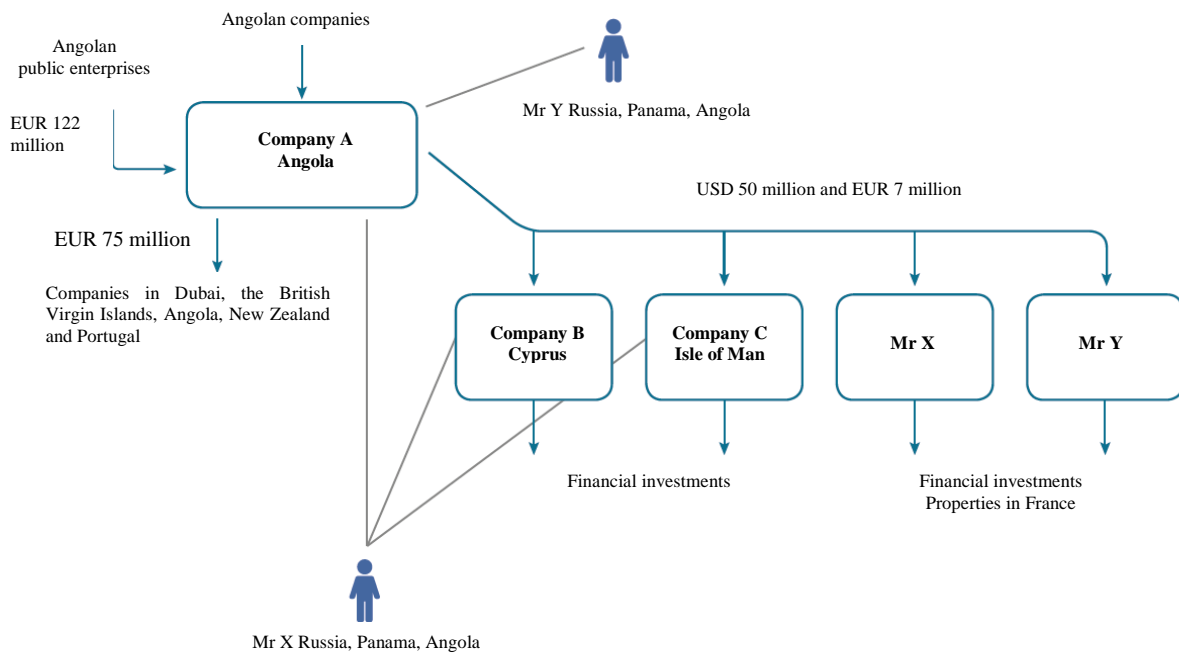 Angolan companies
Angolan
public enterprises
EUR 122
million
Company A
Angola
Mr Y Russia, Panama, Angola
USD 50 million and EUR 7 million
EUR 75 million
Companies in Dubai, the British
Virgin Islands, Angola, New Zealand
and Portugal
Company B
Cyprus
Company C
Isle of Man
Mr X
Mr Y
Financial investments
Financial investments
Properties in France
Mr X Russia, Panama, Angola